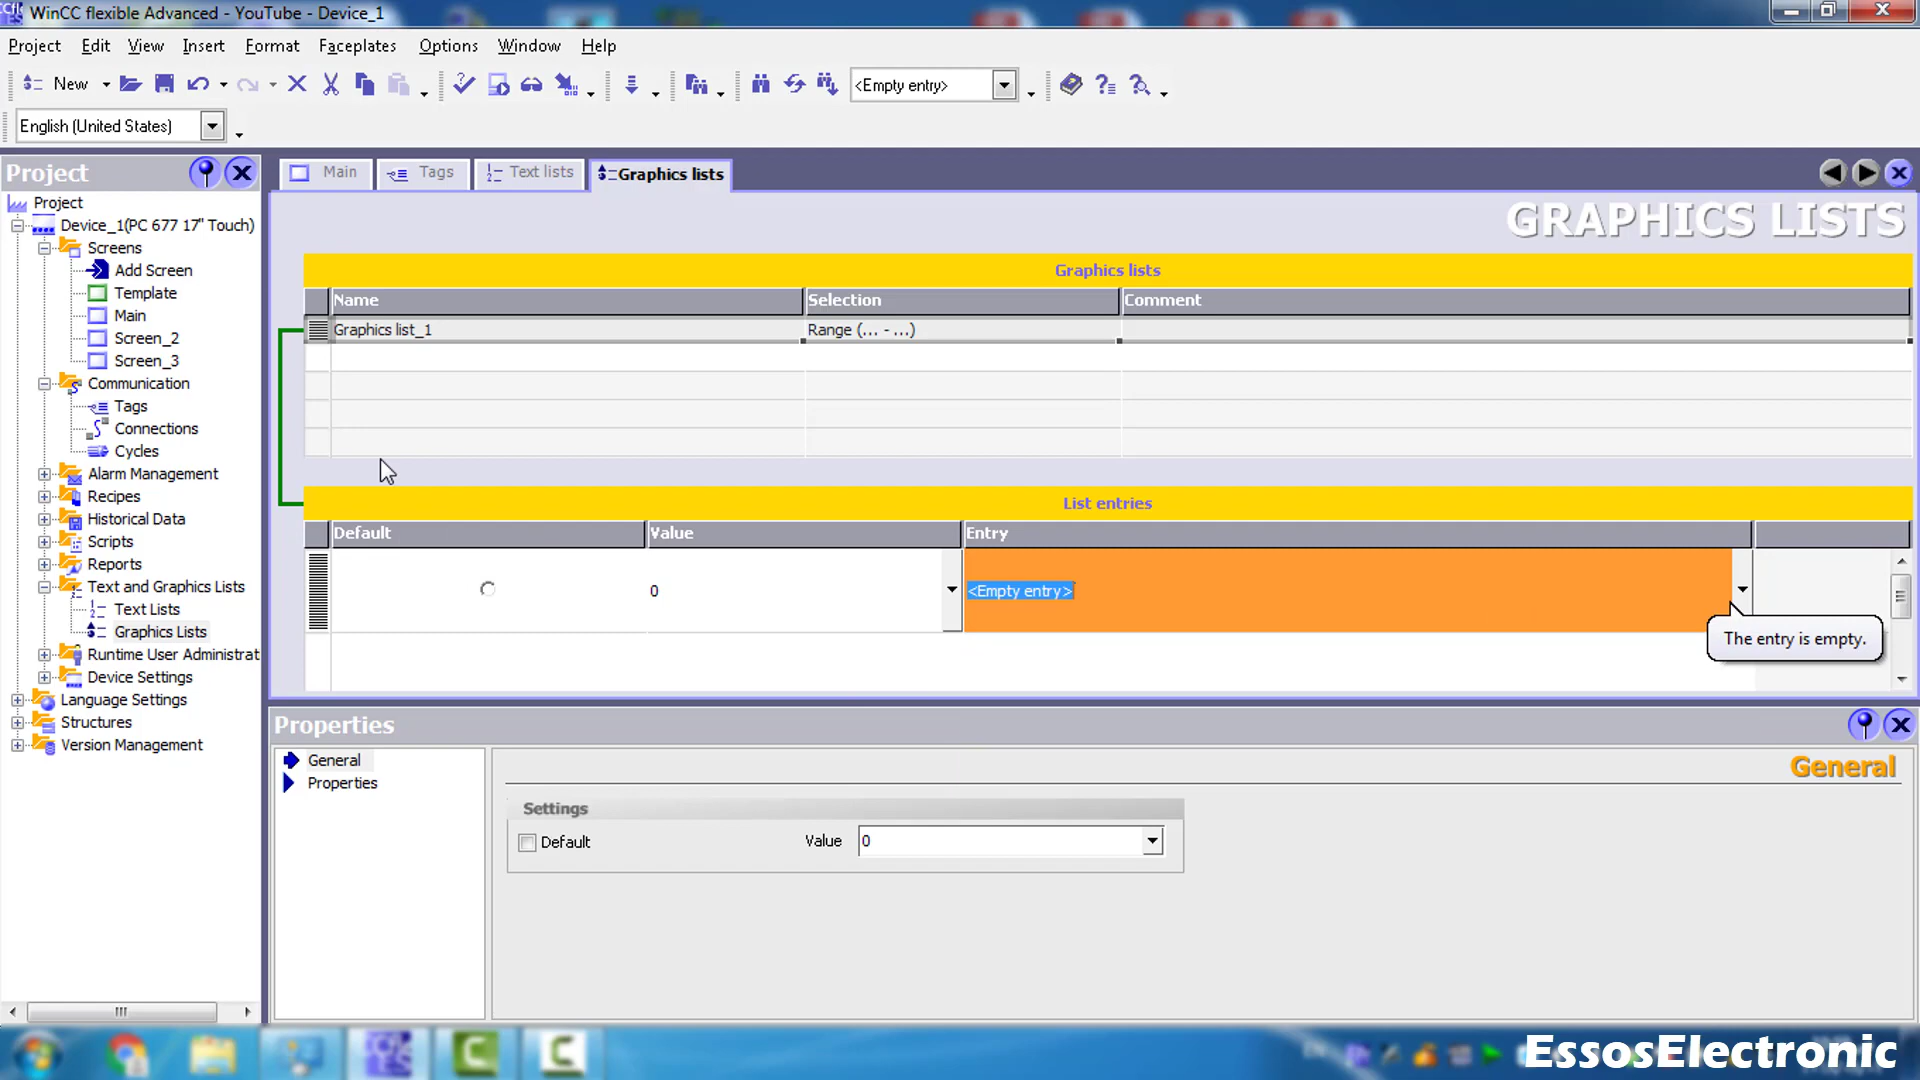 WinCC flexible Advanced - YouTube - Device_1
Project Edit View Insert Format Faceplates Options Window Help
New <Empty entry>
English (United States)
Project
Main Tags Text lists Graphics lists
Project
Device_1(PC 677 17" Touch)
Screens
Add Screen
Template
Main
Screen_2
Screen_3
Communication
Tags
Connections
Cycles
Alarm Management
Recipes
Historical Data
Scripts
Reports
Text and Graphics Lists
Text Lists
Graphics Lists
Runtime User Administrat
Device Settings
Language Settings
Structures
Version Management
GRAPHICS LISTS
Graphics lists
Name Selection Comment
Graphics list_1 Range (... - ...)
List entries
Default Value Entry
0 <Empty entry>
The entry is empty.
Properties
General
Properties
General
Settings
Default Value 0
EssosElectronic